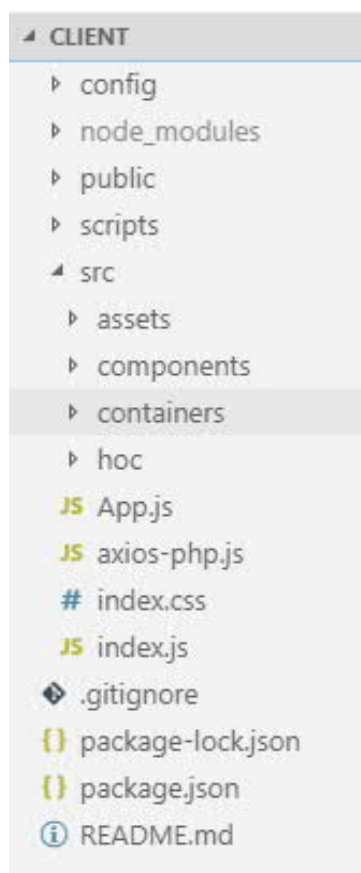 CLIENT
config
node_modules
public
scripts
src
assets
components
containers
hoc
JS App.js
JS axios-php.js
# index.css
JS index.js
.gitignore
{} package-lock.json
{} package.json
README.md